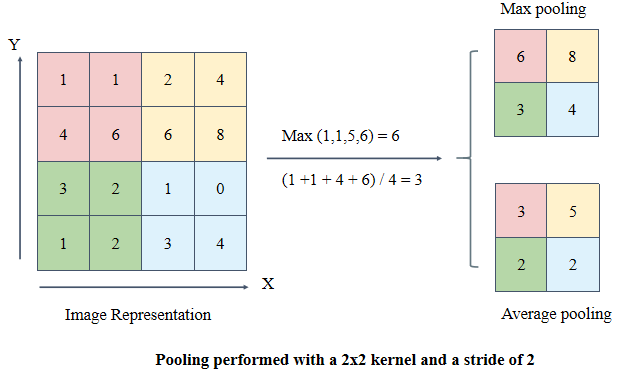 Max pooling
6 8
3 4
Y
1 1 2 4
4 6 6 8
3 2 1 0
1 2 3 4
X
Image Representation
Max (1,1,5,6) = 6
(1 +1 + 4 + 6) / 4 = 3
3 5
2 2
Average pooling
Pooling performed with a 2x2 kernel and a stride of 2